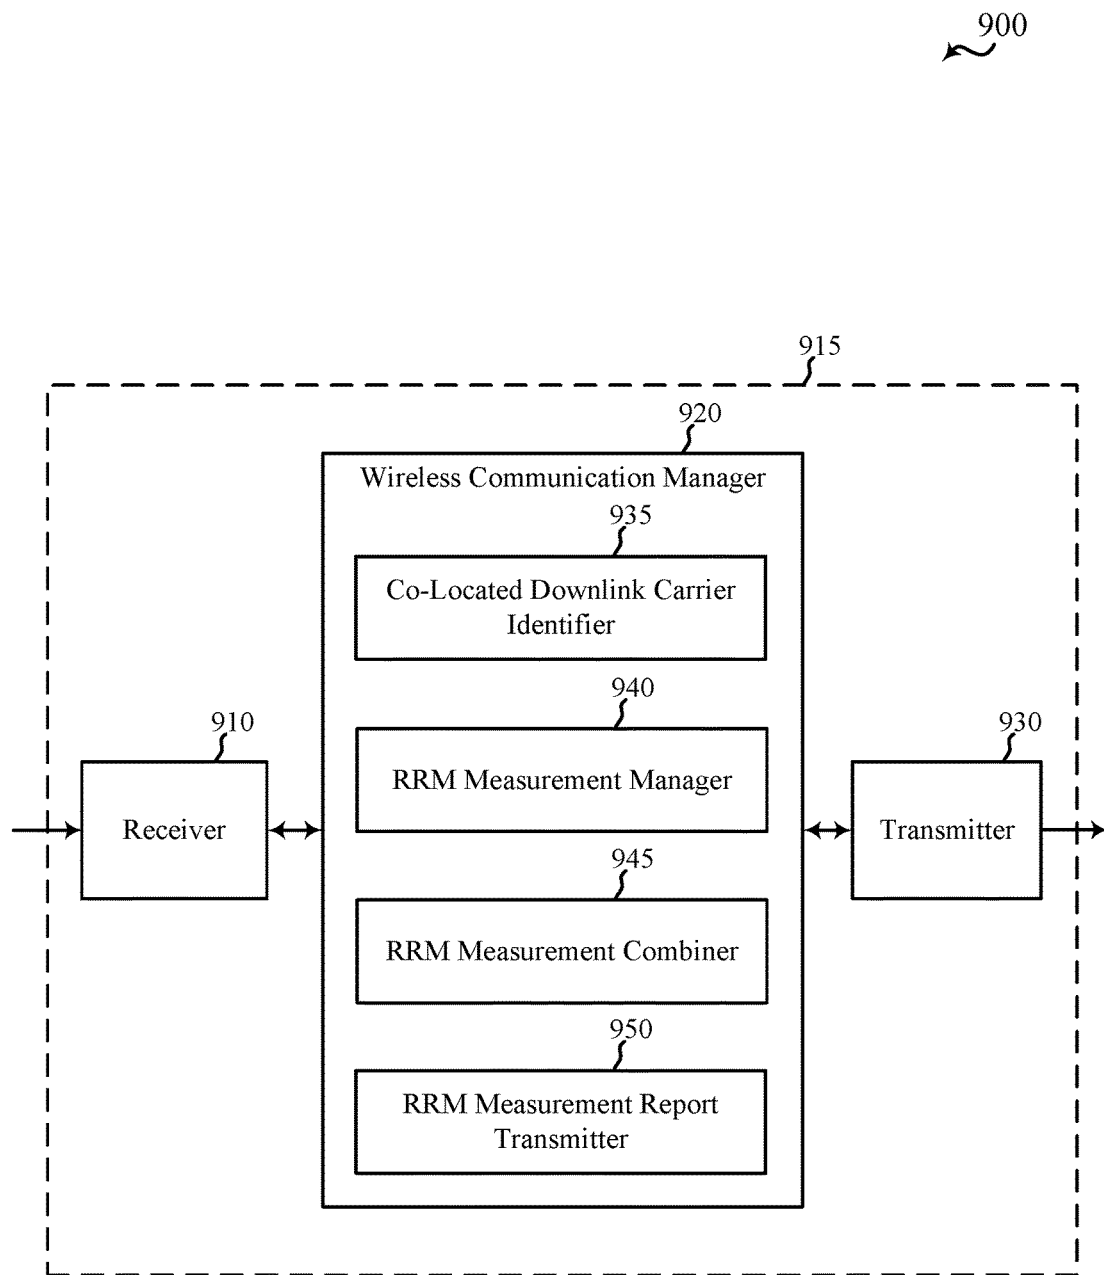 900
915
920
Wireless Communication Manager
935
Co-Located Downlink Carrier
Identifier
940
RRM Measurement Manager
910
Receiver
930
Transmitter
945
RRM Measurement Combiner
950
RRM Measurement Report
Transmitter